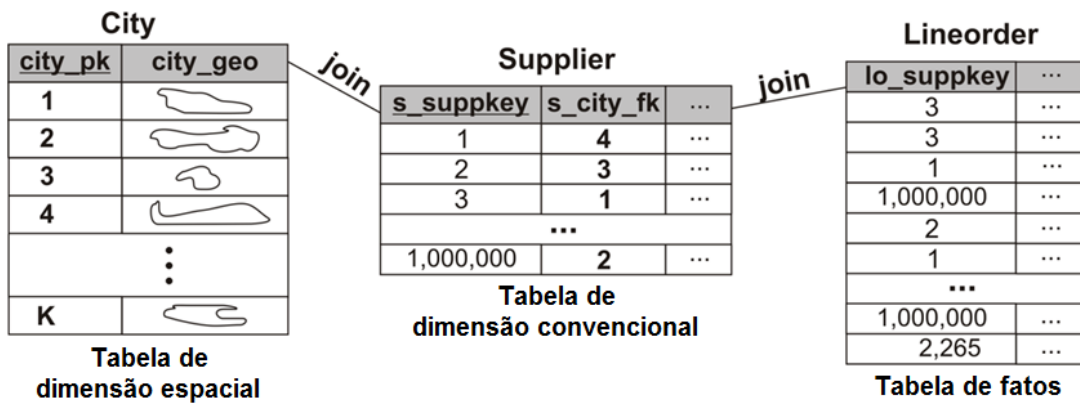 City
city_pk city_geo
1
2
3
4
⋮
K
Tabela de
dimensão espacial
join
Supplier
s_suppkey s_city_fk ...
1 4 ...
2 3 ...
3 1 ...
...
1,000,000 2 ...
Tabela de
dimensão convencional
join
Lineorder
lo_suppkey ...
3 ...
3 ...
1 ...
1,000,000 ...
2 ...
1 ...
...
1,000,000 ...
2,265 ...
Tabela de fatos